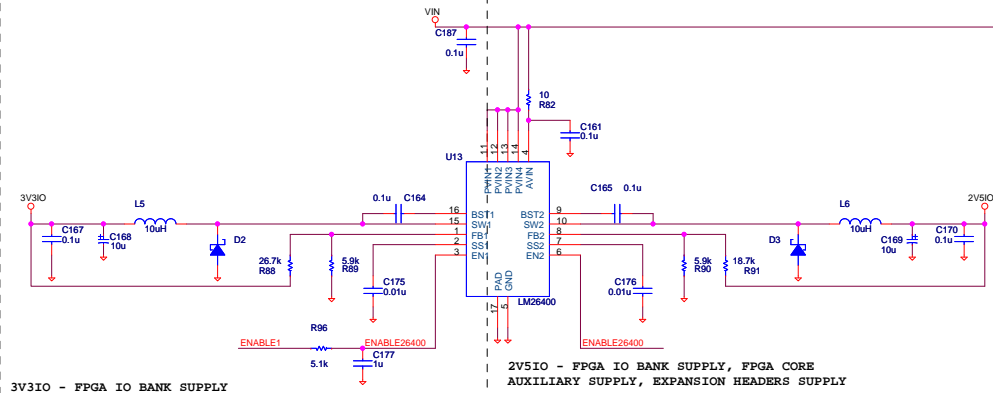 VIN
C187
0.1u
10
R82
C161
0.1u
U13
11
12
13
14
4
PVIN1
PVIN2
PVIN3
PVIN4
AVIN
3V3IO
L5
10uH
0.1u C164
C165 0.1u
L6
10uH
2V5IO
16 BST1
15 SW1
1 FB1
2 SS1
3 EN1
BST2 9
SW2 10
FB2 8
SS2 7
EN2 6
C167
0.1u
C168
10u
D2
26.7k
R88
5.9k
R89
C175
0.01u
C176
0.01u
5.9k
R90
18.7k
R91
D3
C169
10u
C170
0.1u
PAD
GND
17
5
LM26400
ENABLE1
R96
5.1k
ENABLE26400
C177
1u
ENABLE26400
3V3IO - FPGA IO BANK SUPPLY
2V5IO - FPGA IO BANK SUPPLY, FPGA CORE
AUXILIARY SUPPLY, EXPANSION HEADERS SUPPLY